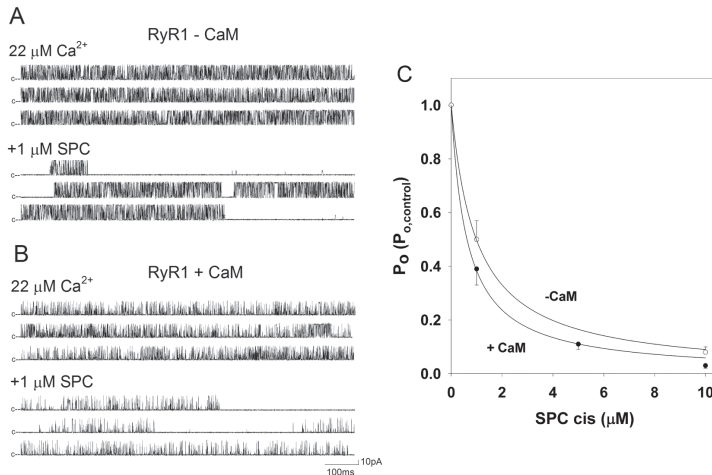 A
RyR1 - CaM
22 μM Ca²⁺
c--
c--
c--
+1 μM SPC
c--
c--
c--
B
RyR1 + CaM
22 μM Ca²⁺
c--
c--
c--
+1 μM SPC
c--
c--
c--
10pA
100ms
C
Po (Po,control)
1.0
0.8
0.6
0.4
0.2
0.0
-CaM
+ CaM
0 2 4 6 8 10
SPC cis (μM)